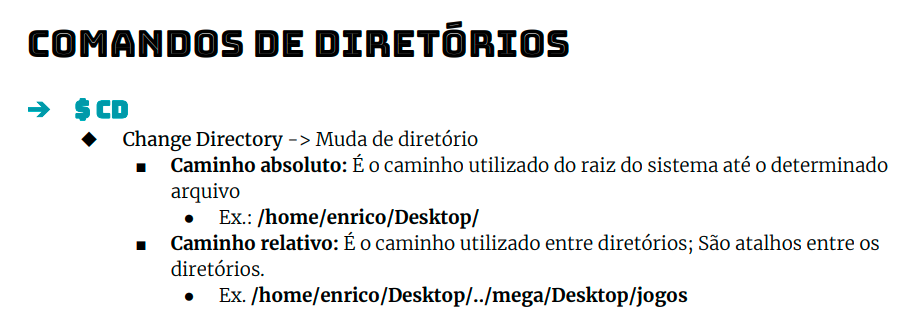 COMANDOS DE DIRETÓRIOS
➔ $ CD
◆ Change Directory -> Muda de diretório
■ Caminho absoluto: É o caminho utilizado do raiz do sistema até o determinado
arquivo
● Ex.: /home/enrico/Desktop/
■ Caminho relativo: É o caminho utilizado entre diretórios; São atalhos entre os
diretórios.
● Ex. /home/enrico/Desktop/../mega/Desktop/jogos